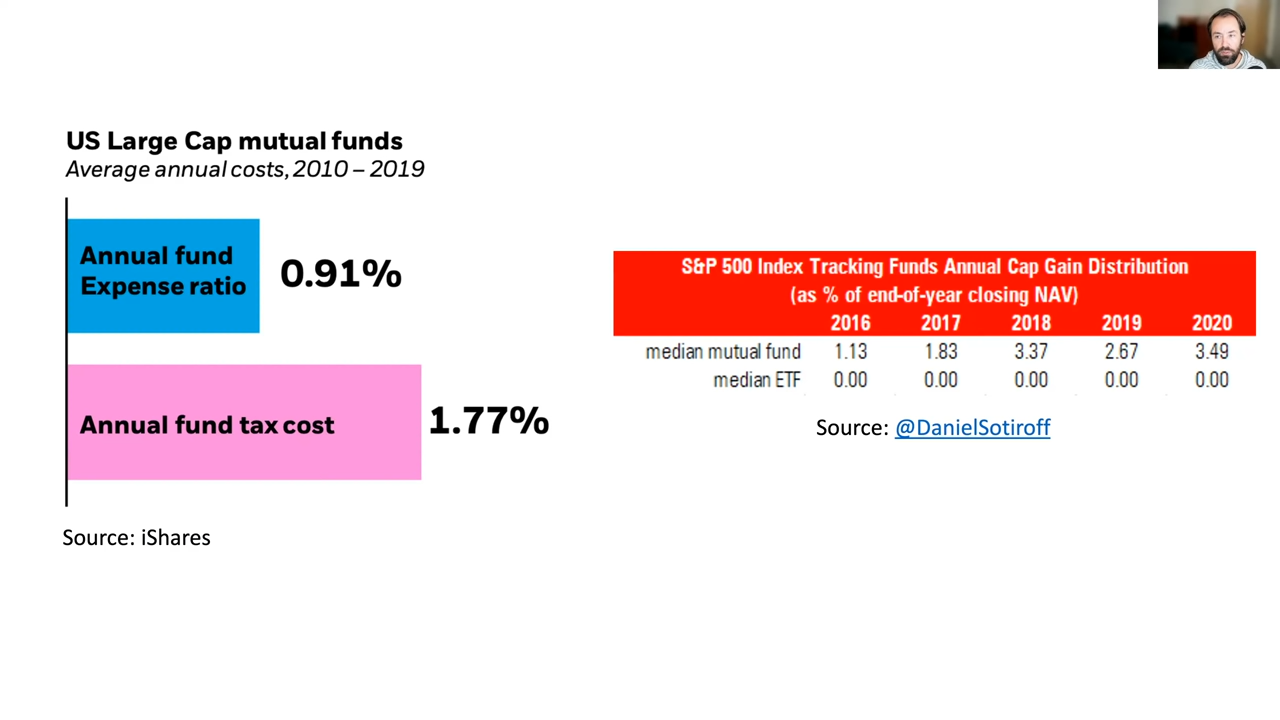 US Large Cap mutual funds
Average annual costs, 2010 – 2019
Annual fund
Expense ratio
0.91%
Annual fund tax cost
1.77%
Source: iShares
S&P 500 Index Tracking Funds Annual Cap Gain Distribution
(as % of end-of-year closing NAV)
2016 2017 2018 2019 2020
median mutual fund 1.13 1.83 3.37 2.67 3.49
median ETF 0.00 0.00 0.00 0.00 0.00
Source: @DanielSotiroff